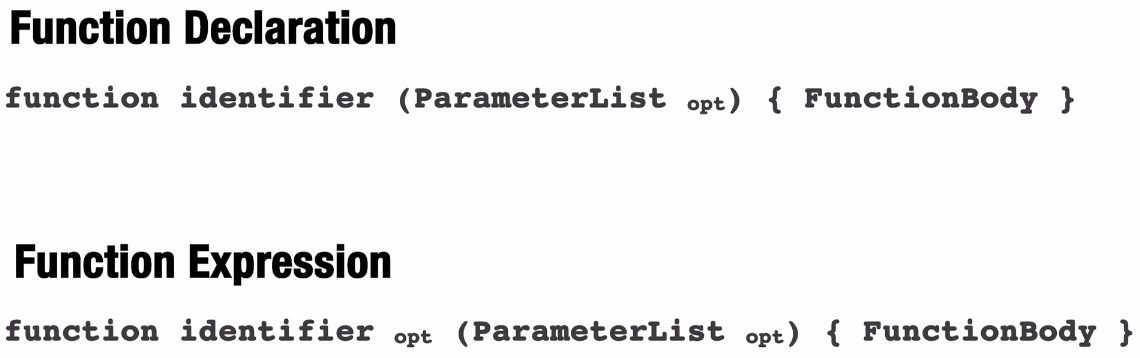 Function Declaration
function identifier (ParameterList opt) { FunctionBody }
Function Expression
function identifier opt (ParameterList opt) { FunctionBody }